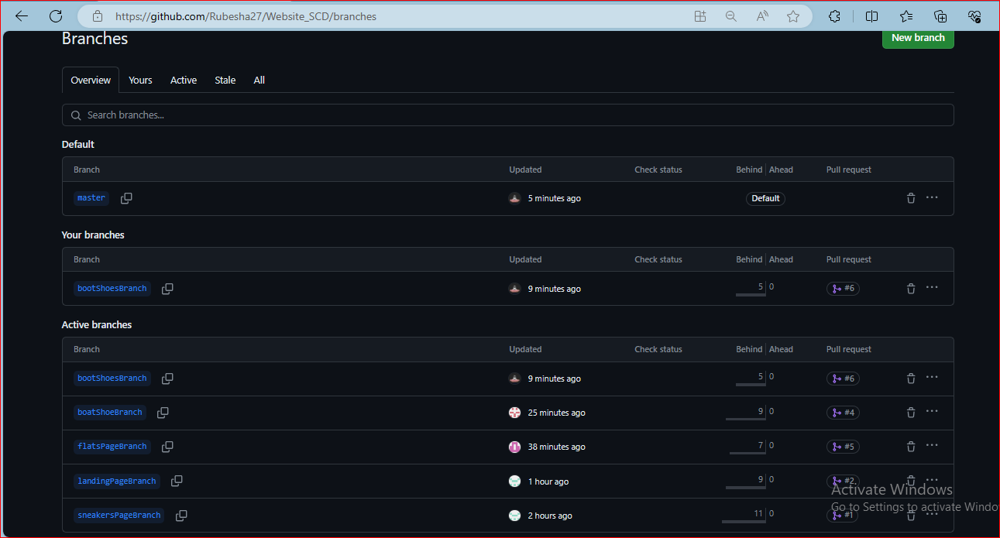 https://github.com/Rubesha27/Website_SCD/branches
Branches
New branch
Overview Yours Active Stale All
Search branches...
Default
Branch Updated Check status Behind Ahead Pull request
master 5 minutes ago Default
Your branches
Branch Updated Check status Behind Ahead Pull request
bootShoesBranch 9 minutes ago 5 0 #6
Active branches
Branch Updated Check status Behind Ahead Pull request
bootShoesBranch 9 minutes ago 5 0 #6
boatShoeBranch 25 minutes ago 9 0 #4
flatsPageBranch 38 minutes ago 7 0 #5
landingPageBranch 1 hour ago 9 0 #2
Activate Windows
Go to Settings to activate Windo
sneakersPageBranch 2 hours ago 11 0 #1